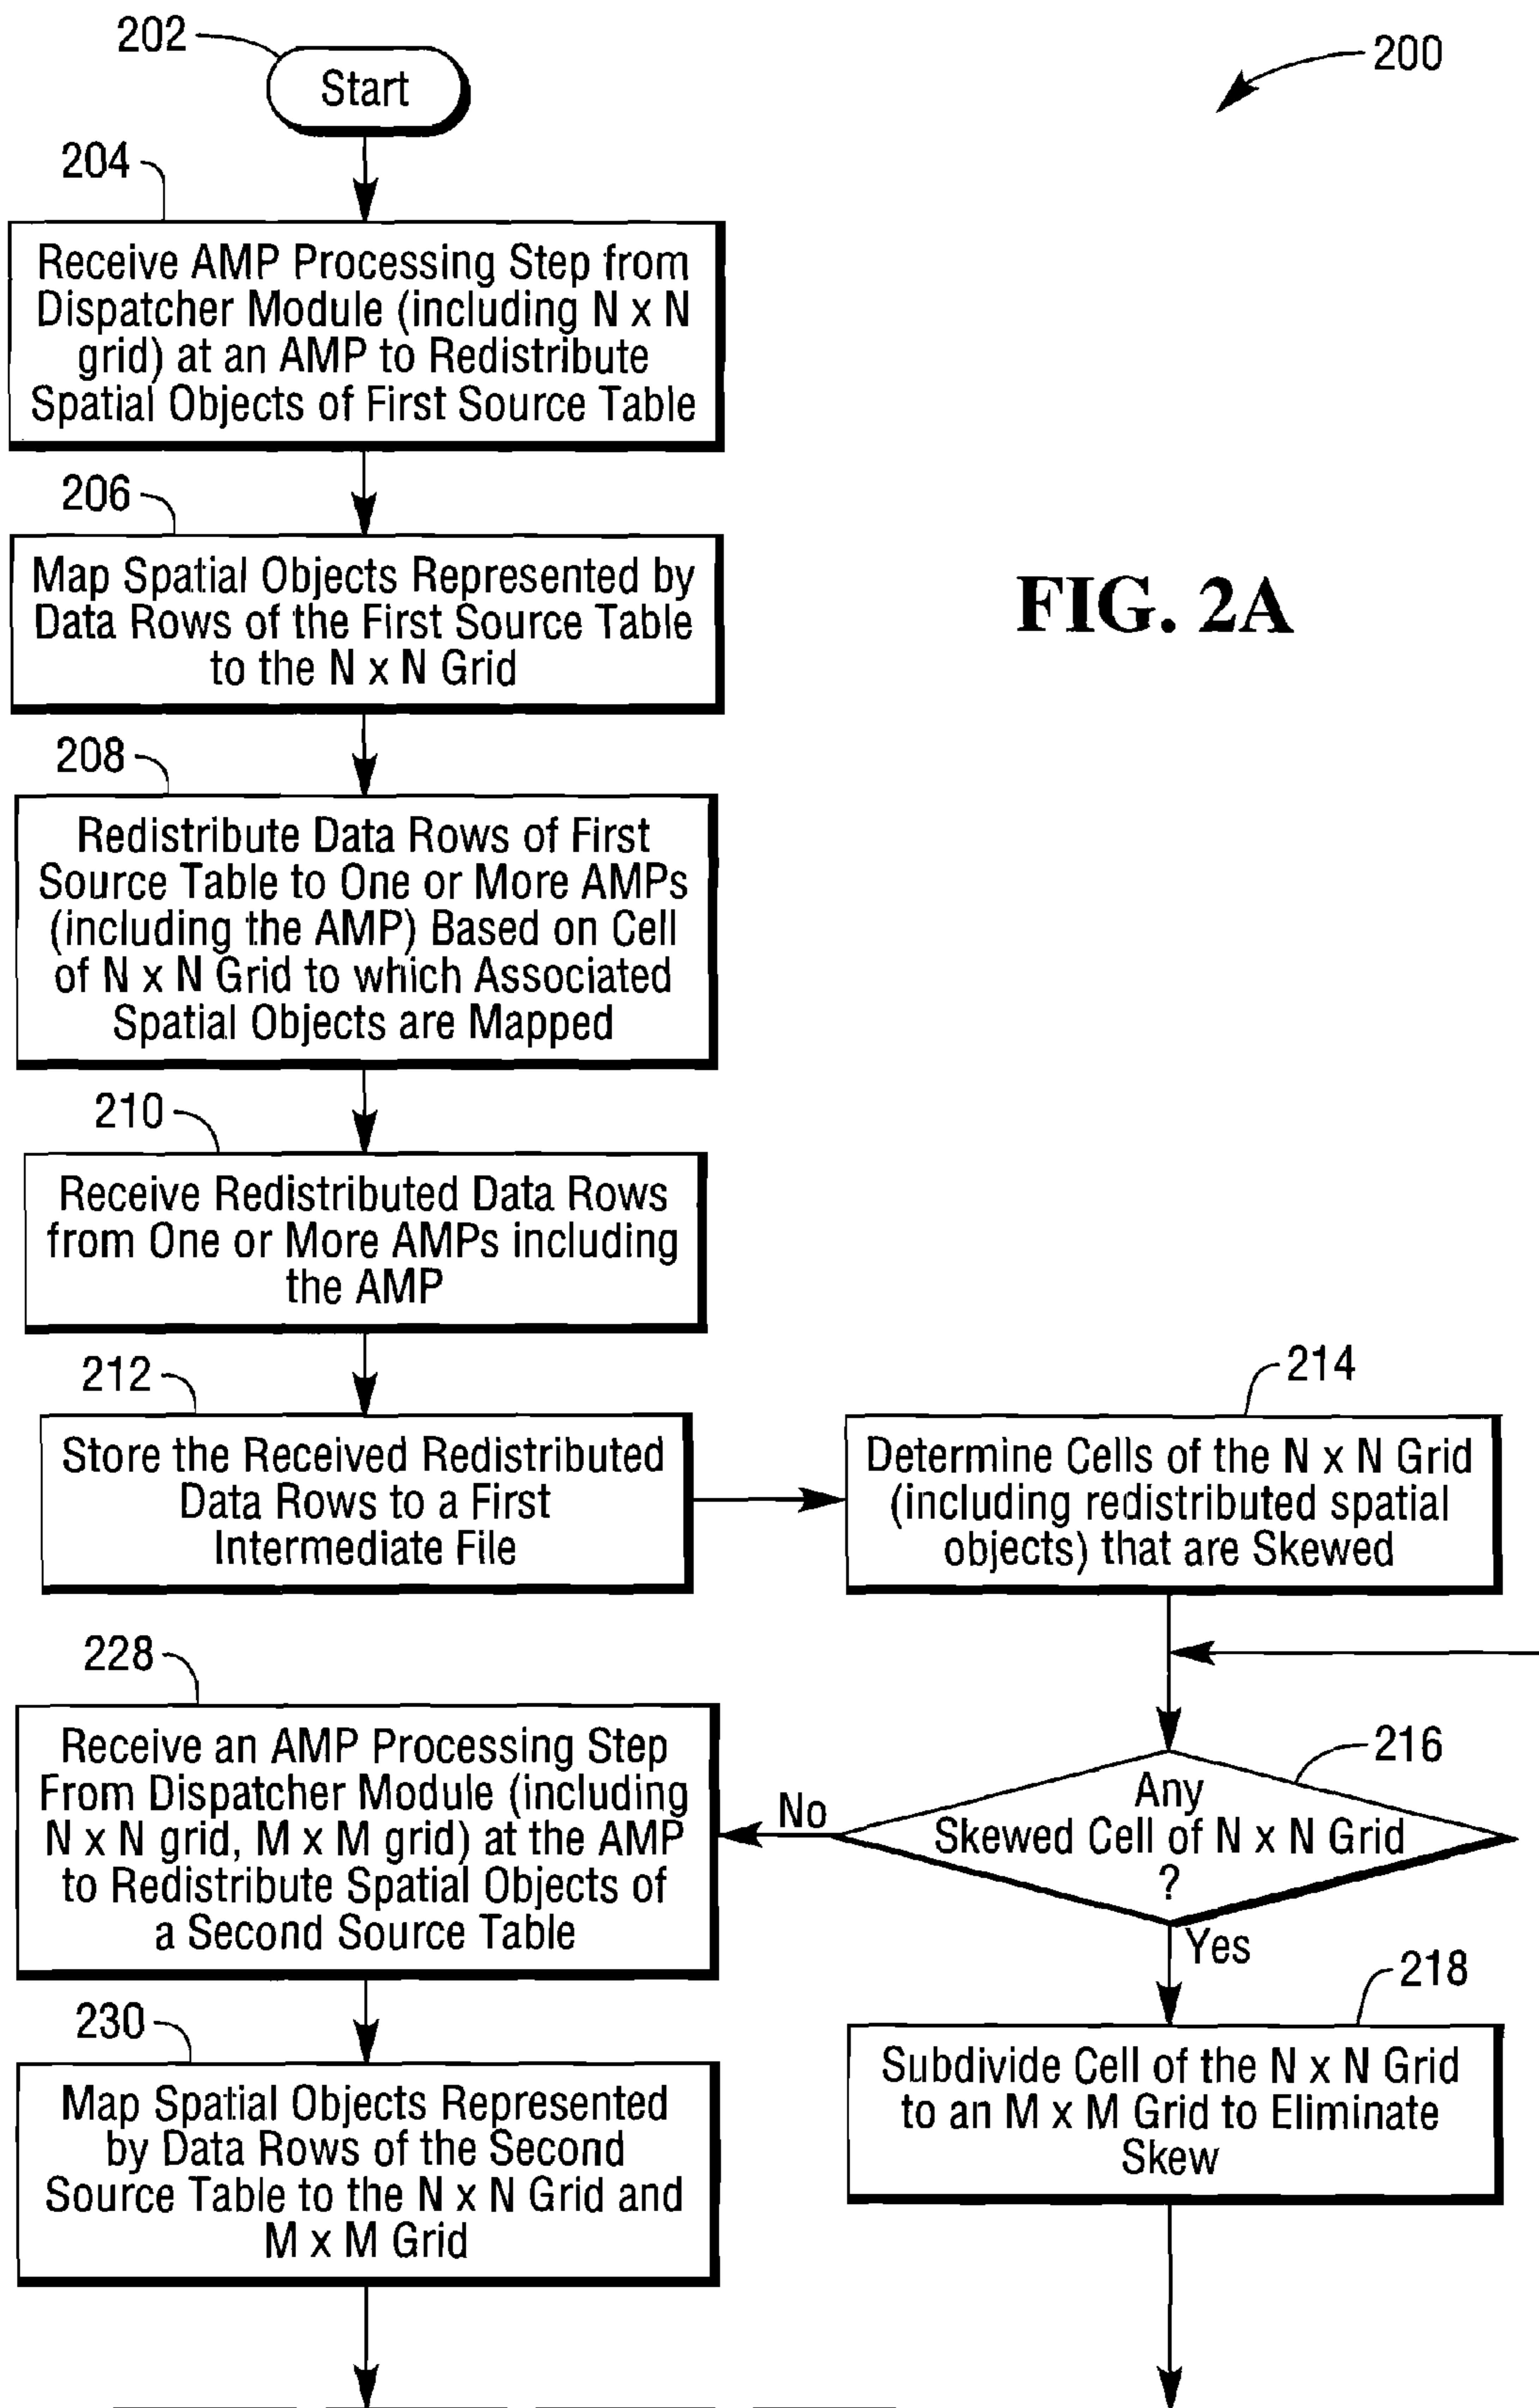 202
Start
200
204
Receive AMP Processing Step from
Dispatcher Module (including N x N
grid) at an AMP to Redistribute
Spatial Objects of First Source Table
206
Map Spatial Objects Represented by
Data Rows of the First Source Table
to the N x N Grid
FIG. 2A
208
Redistribute Data Rows of First
Source Table to One or More AMPs
(including the AMP) Based on Cell
of N x N Grid to which Associated
Spatial Objects are Mapped
210
Receive Redistributed Data Rows
from One or More AMPs including
the AMP
212
Store the Received Redistributed
Data Rows to a First
Intermediate File
214
Determine Cells of the N x N Grid
(including redistributed spatial
objects) that are Skewed
216
Any
Skewed Cell of N x N Grid
?
No
Yes
218
Subdivide Cell of the N x N Grid
to an M x M Grid to Eliminate
Skew
228
Receive an AMP Processing Step
From Dispatcher Module (including
N x N grid, M x M grid) at the AMP
to Redistribute Spatial Objects of
a Second Source Table
230
Map Spatial Objects Represented
by Data Rows of the Second
Source Table to the N x N Grid and
M x M Grid